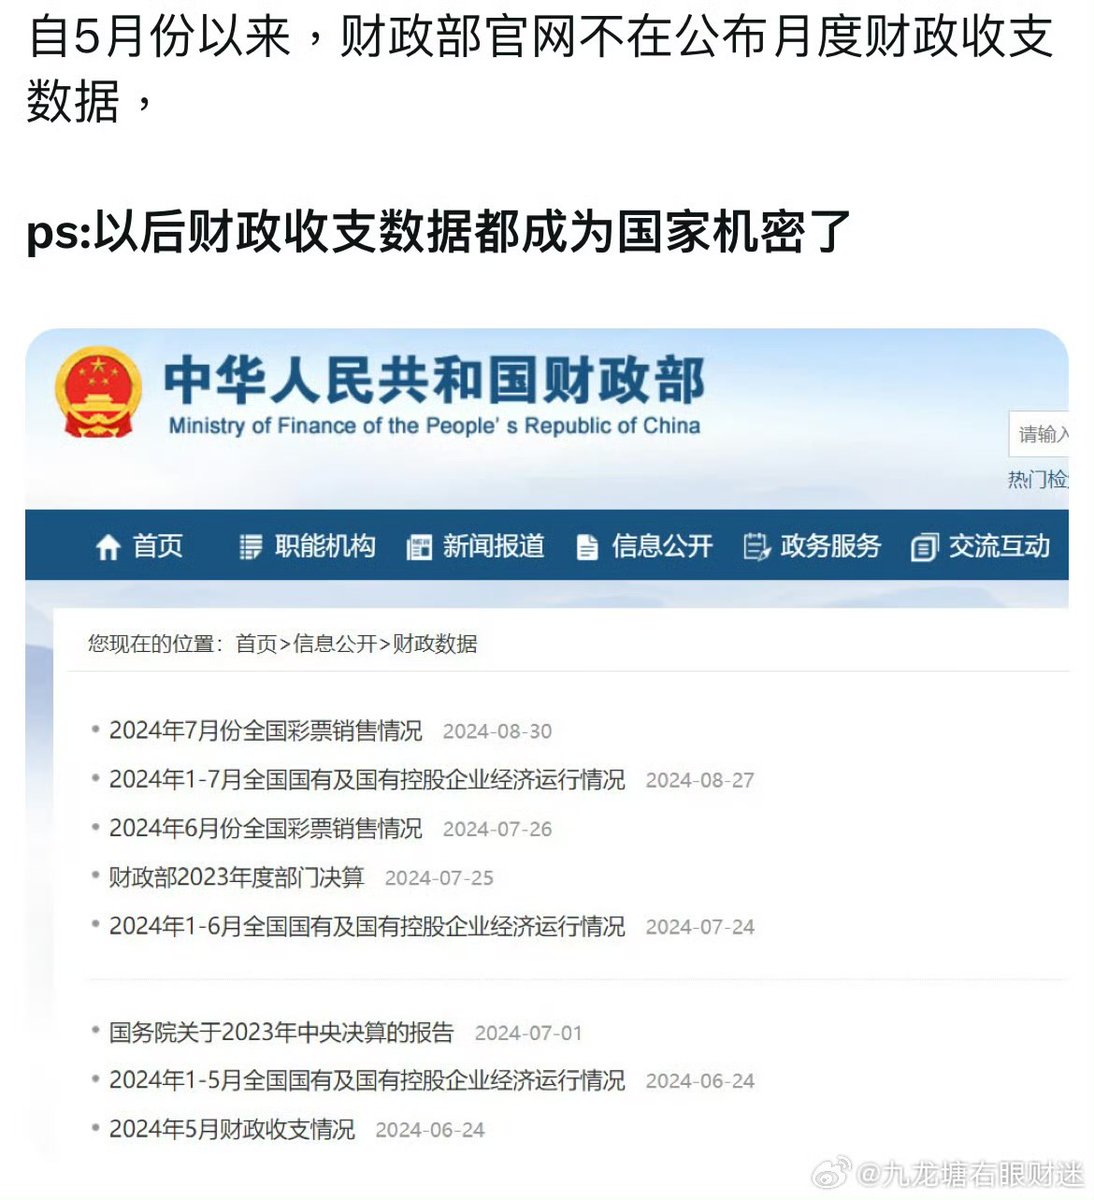 自5月份以来，财政部官网不在公布月度财政收支
数据，
ps:以后财政收支数据都成为国家机密了
中华人民共和国财政部
Ministry of Finance of the People's Republic of China
请输入
热门检
首页 职能机构 新闻报道 信息公开 政务服务 交流互动
您现在的位置：首页>信息公开>财政数据
• 2024年7月份全国彩票销售情况 2024-08-30
• 2024年1-7月全国国有及国有控股企业经济运行情况 2024-08-27
• 2024年6月份全国彩票销售情况 2024-07-26
• 财政部2023年度部门决算 2024-07-25
• 2024年1-6月全国国有及国有控股企业经济运行情况 2024-07-24
• 国务院关于2023年中央决算的报告 2024-07-01
• 2024年1-5月全国国有及国有控股企业经济运行情况 2024-06-24
• 2024年5月财政收支情况 2024-06-24
@九龙塘右眼财迷